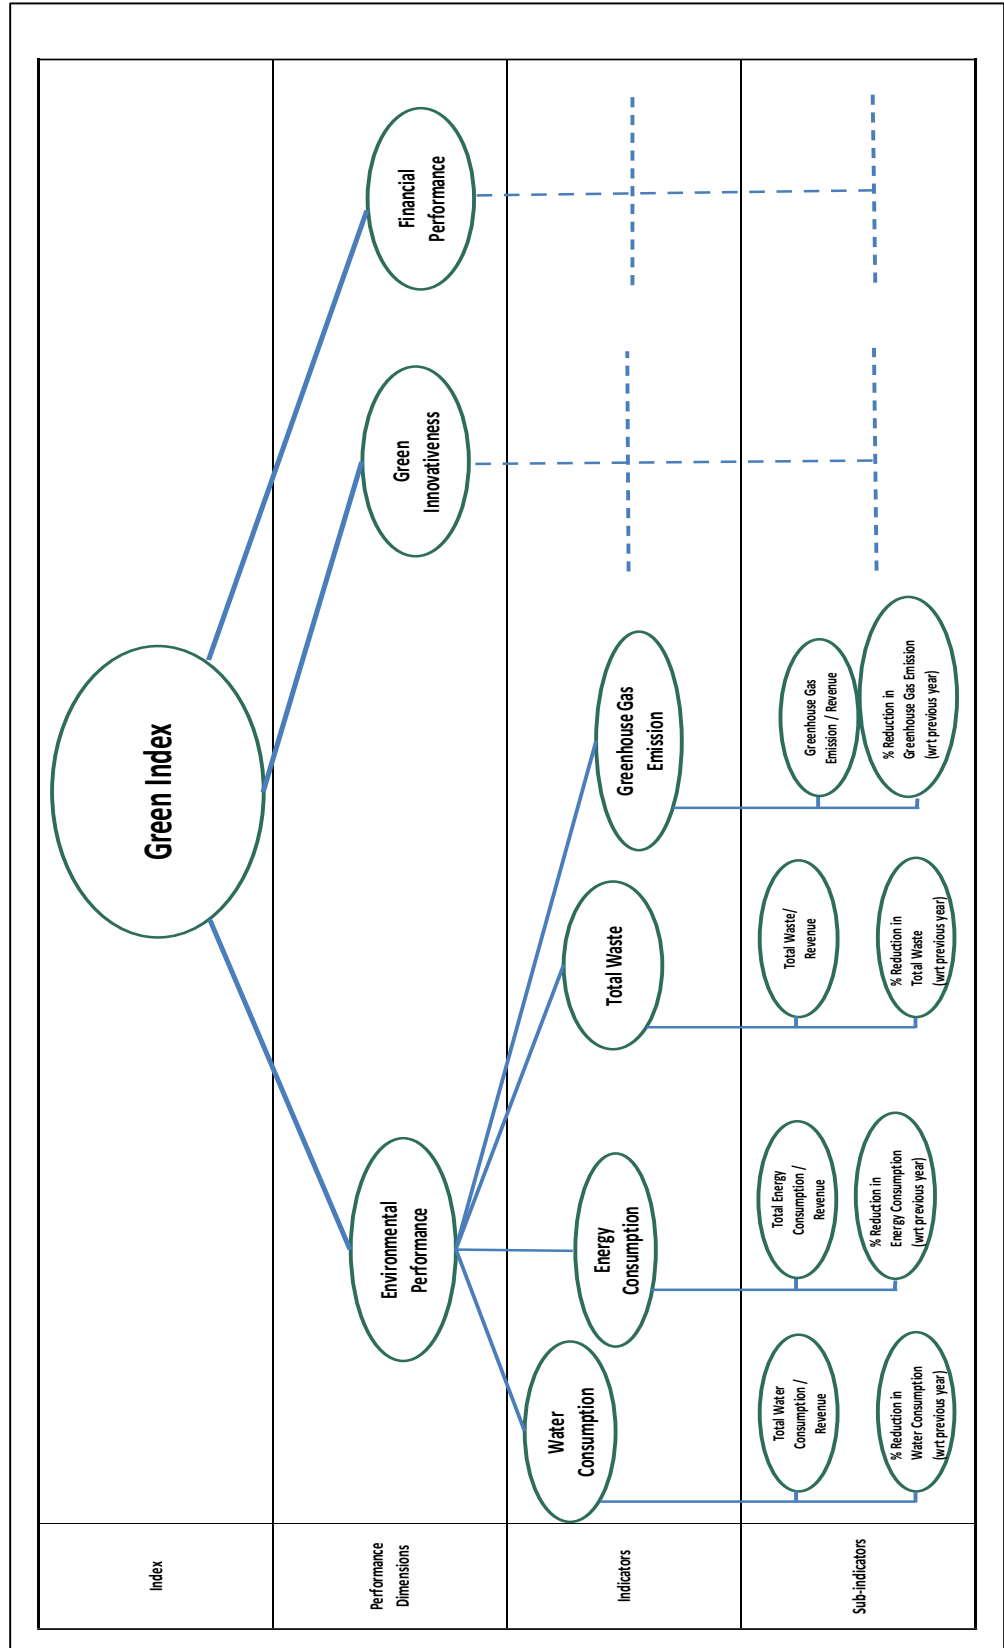 Index
Green Index
Performance
Dimensions
Environmental
Performance
Green
Innovativeness
Financial
Performance
Indicators
Water
Consumption
Energy
Consumption
Total Waste
Greenhouse Gas
Emission
Sub-indicators
Total Water
Consumption /
Revenue
% Reduction in
Water Consumption
(wrt previous year)
Total Energy
Consumption /
Revenue
% Reduction in
Energy Consumption
(wrt previous year)
Total Waste/
Revenue
% Reduction in
Total Waste
(wrt previous year)
Greenhouse Gas
Emission / Revenue
% Reduction in
Greenhouse Gas Emission
(wrt previous year)